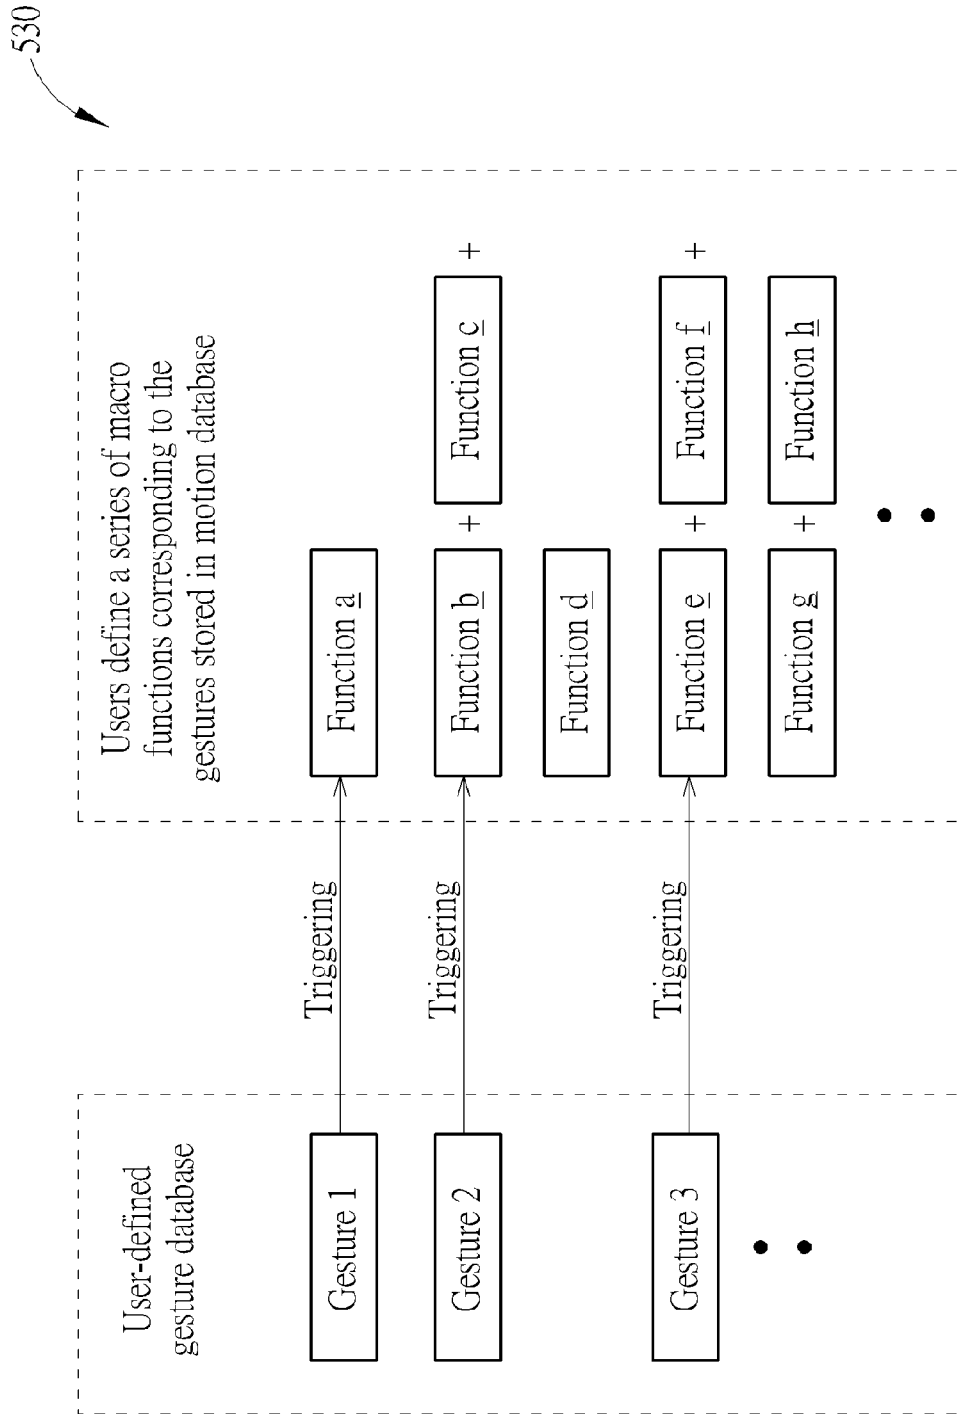 530
User-defined
gesture database
Users define a series of macro
functions corresponding to the
gestures stored in motion database
Gesture 1
Triggering
Function a
Gesture 2
Triggering
Function b + Function c +
Function d
Gesture 3
Triggering
Function e + Function f +
Function g + Function h